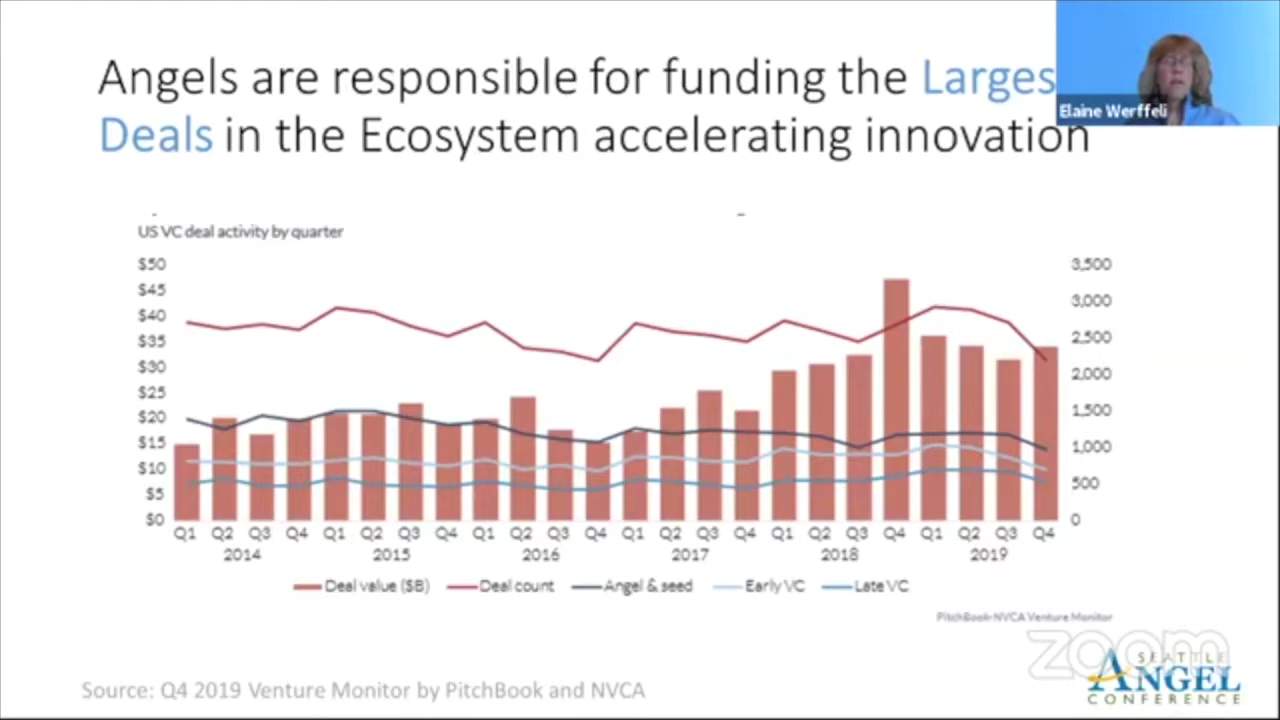 Angels are responsible for funding the Larges
Deals in the Ecosystem accelerating innovation
Elaine Werffeli
US VC deal activity by quarter
$50
$45
$40
$35
$30
$25
$20
$15
$10
$5
$0
3,500
3,000
2,500
2,000
1,500
1,000
500
0
Q1 Q2 Q3 Q4 Q1 Q2 Q3 Q4 Q1 Q2 Q3 Q4 Q1 Q2 Q3 Q4 Q1 Q2 Q3 Q4 Q1 Q2 Q3 Q4
2014 2015 2016 2017 2018 2019
Deal value ($B) Deal count Angel & seed Early VC Late VC
PitchBook-NVCA Venture Monitor
zoom
SEATTLE
ANGEL
CONFERENCE
Source: Q4 2019 Venture Monitor by PitchBook and NVCA